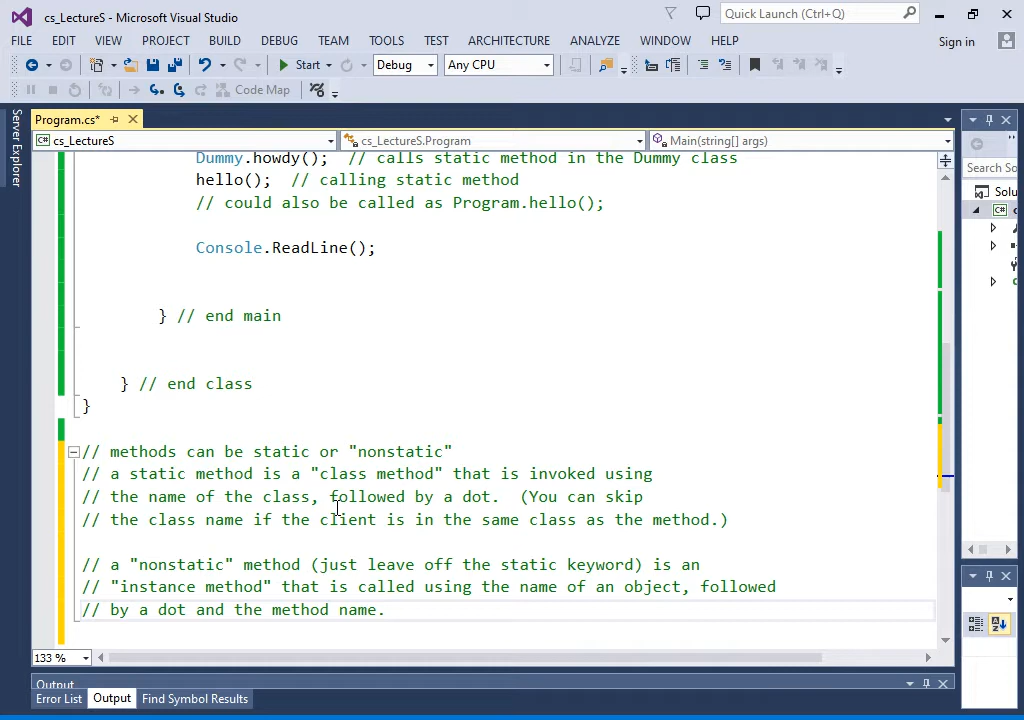 cs_LectureS - Microsoft Visual Studio
Quick Launch (Ctrl+Q)
FILE EDIT VIEW PROJECT BUILD DEBUG TEAM TOOLS TEST ARCHITECTURE ANALYZE WINDOW HELP Sign in
Start Debug Any CPU
Code Map
Server Explorer
Program.cs*
C# cs_LectureS cs_LectureS.Program Main(string[] args)
Dummy.howdy();  // calls static method in the Dummy class
hello();  // calling static method
// could also be called as Program.hello();
Console.ReadLine();
} // end main
} // end class
}
// methods can be static or "nonstatic"
// a static method is a "class method" that is invoked using
// the name of the class, followed by a dot.  (You can skip
// the class name if the client is in the same class as the method.)
// a "nonstatic" method (just leave off the static keyword) is an
// "instance method" that is called using the name of an object, followed
// by a dot and the method name.
133 %
Search So
Solu
C#
Output
Error List Output Find Symbol Results